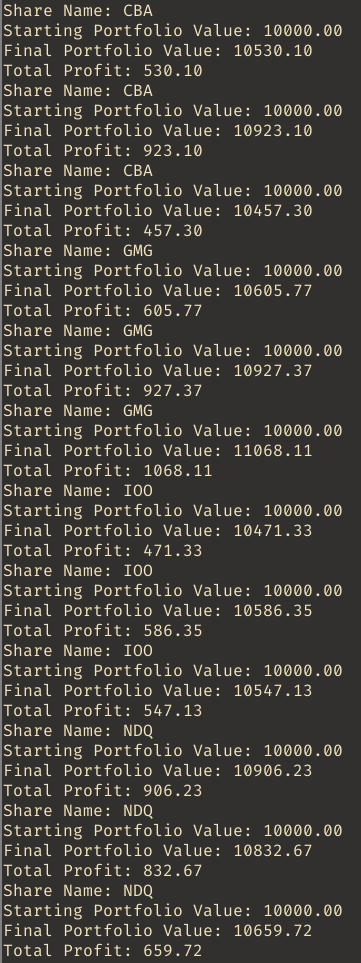 Share Name: CBA
Starting Portfolio Value: 10000.00
Final Portfolio Value: 10530.10
Total Profit: 530.10
Share Name: CBA
Starting Portfolio Value: 10000.00
Final Portfolio Value: 10923.10
Total Profit: 923.10
Share Name: CBA
Starting Portfolio Value: 10000.00
Final Portfolio Value: 10457.30
Total Profit: 457.30
Share Name: GMG
Starting Portfolio Value: 10000.00
Final Portfolio Value: 10605.77
Total Profit: 605.77
Share Name: GMG
Starting Portfolio Value: 10000.00
Final Portfolio Value: 10927.37
Total Profit: 927.37
Share Name: GMG
Starting Portfolio Value: 10000.00
Final Portfolio Value: 11068.11
Total Profit: 1068.11
Share Name: IOO
Starting Portfolio Value: 10000.00
Final Portfolio Value: 10471.33
Total Profit: 471.33
Share Name: IOO
Starting Portfolio Value: 10000.00
Final Portfolio Value: 10586.35
Total Profit: 586.35
Share Name: IOO
Starting Portfolio Value: 10000.00
Final Portfolio Value: 10547.13
Total Profit: 547.13
Share Name: NDQ
Starting Portfolio Value: 10000.00
Final Portfolio Value: 10906.23
Total Profit: 906.23
Share Name: NDQ
Starting Portfolio Value: 10000.00
Final Portfolio Value: 10832.67
Total Profit: 832.67
Share Name: NDQ
Starting Portfolio Value: 10000.00
Final Portfolio Value: 10659.72
Total Profit: 659.72